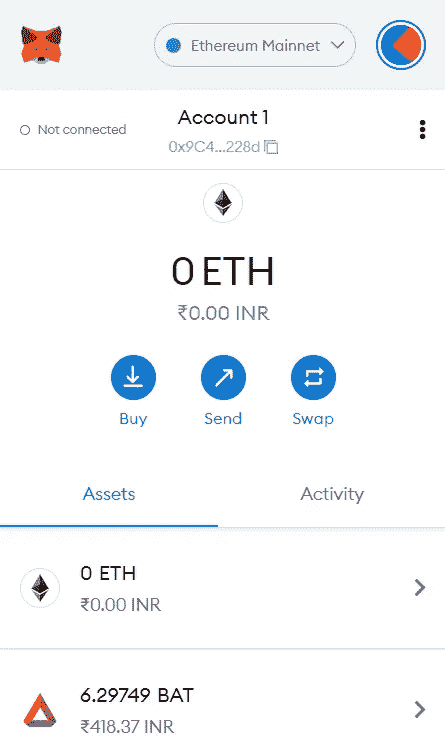 Ethereum Mainnet
Not connected
Account 1
0x9C4...228d
0 ETH
₹0.00 INR
Buy Send Swap
Assets Activity
0 ETH
₹0.00 INR
6.29749 BAT
₹418.37 INR